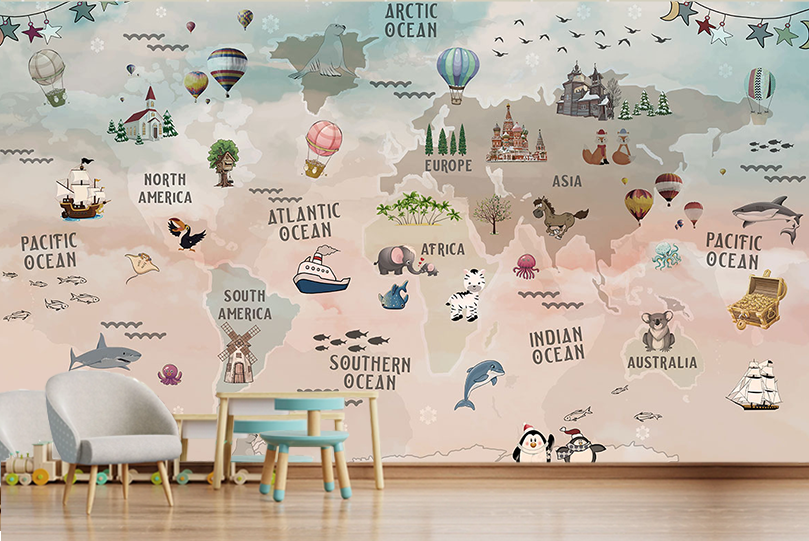 ARCTIC
OCEAN
EUROPE
ASIA
NORTH
AMERICA
ATLANTIC
OCEAN
PACIFIC
OCEAN
AFRICA
PACIFIC
OCEAN
SOUTH
AMERICA
INDIAN
OCEAN
SOUTHERN
OCEAN
AUSTRALIA